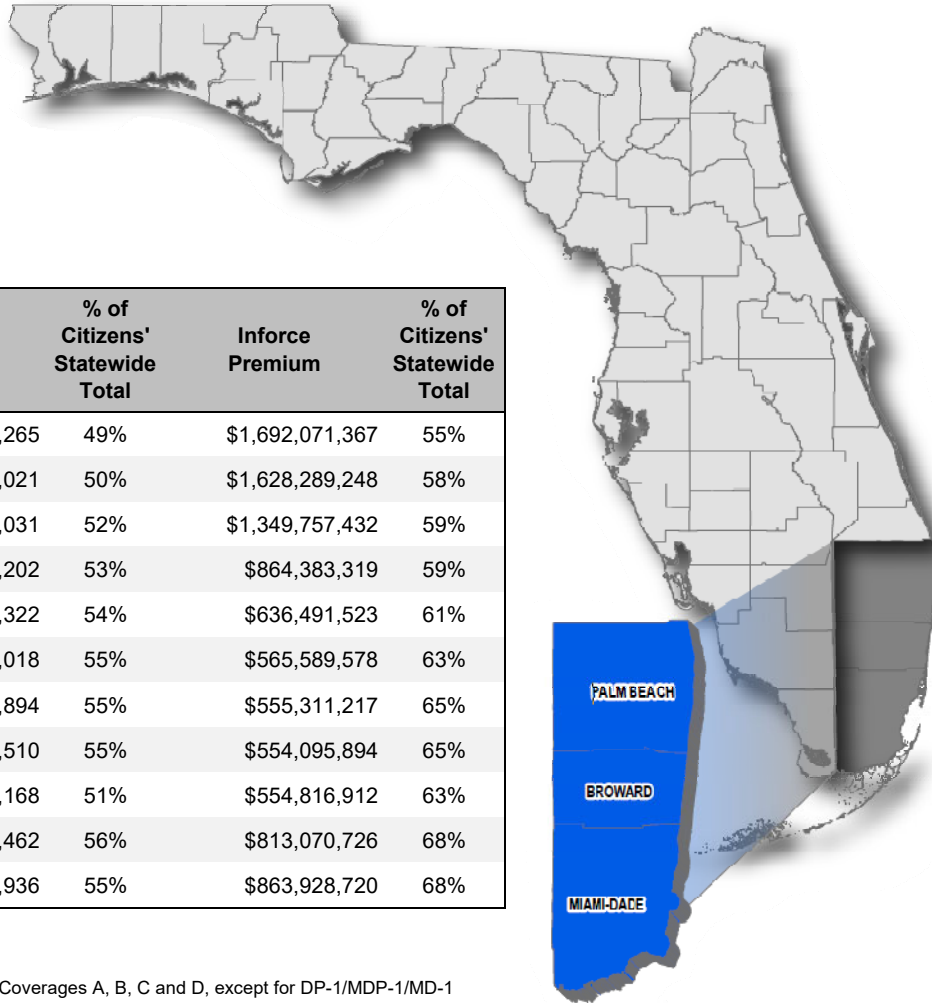 % of % of
Citizens' Inforce Citizens'
Statewide Premium Statewide
Total Total
,265 49% $1,692,071,367 55%
,021 50% $1,628,289,248 58%
,031 52% $1,349,757,432 59%
,202 53% $864,383,319 59%
,322 54% $636,491,523 61%
,018 55% $565,589,578 63%
,894 55% $555,311,217 65%
,510 55% $554,095,894 65%
,168 51% $554,816,912 63%
,462 56% $813,070,726 68%
,936 55% $863,928,720 68%
PALM BEACH
BROWARD
MIAMI-DADE
Coverages A, B, C and D, except for DP-1/MDP-1/MD-1